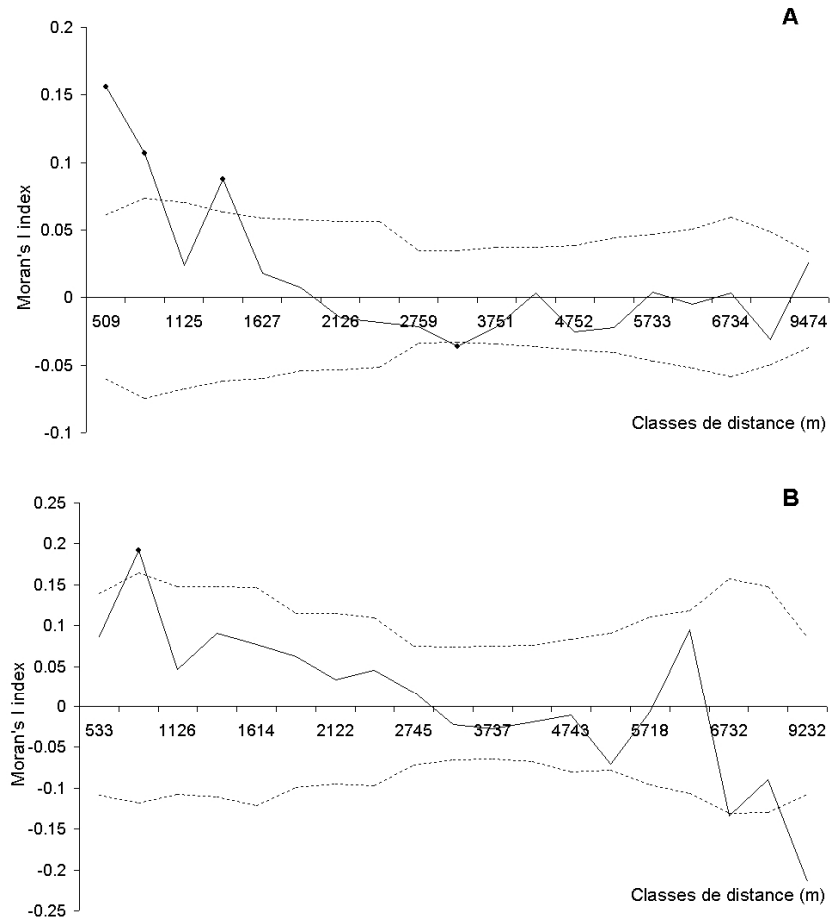 A
0.2
0.15
0.1
0.05
0
-0.05
-0.1
Moran's I index
509 1125 1627 2126 2759 3751 4752 5733 6734 9474
Classes de distance (m)
B
0.25
0.2
0.15
0.1
0.05
0
-0.05
-0.1
-0.15
-0.2
-0.25
Moran's I index
533 1126 1614 2122 2745 3737 4743 5718 6732 9232
Classes de distance (m)